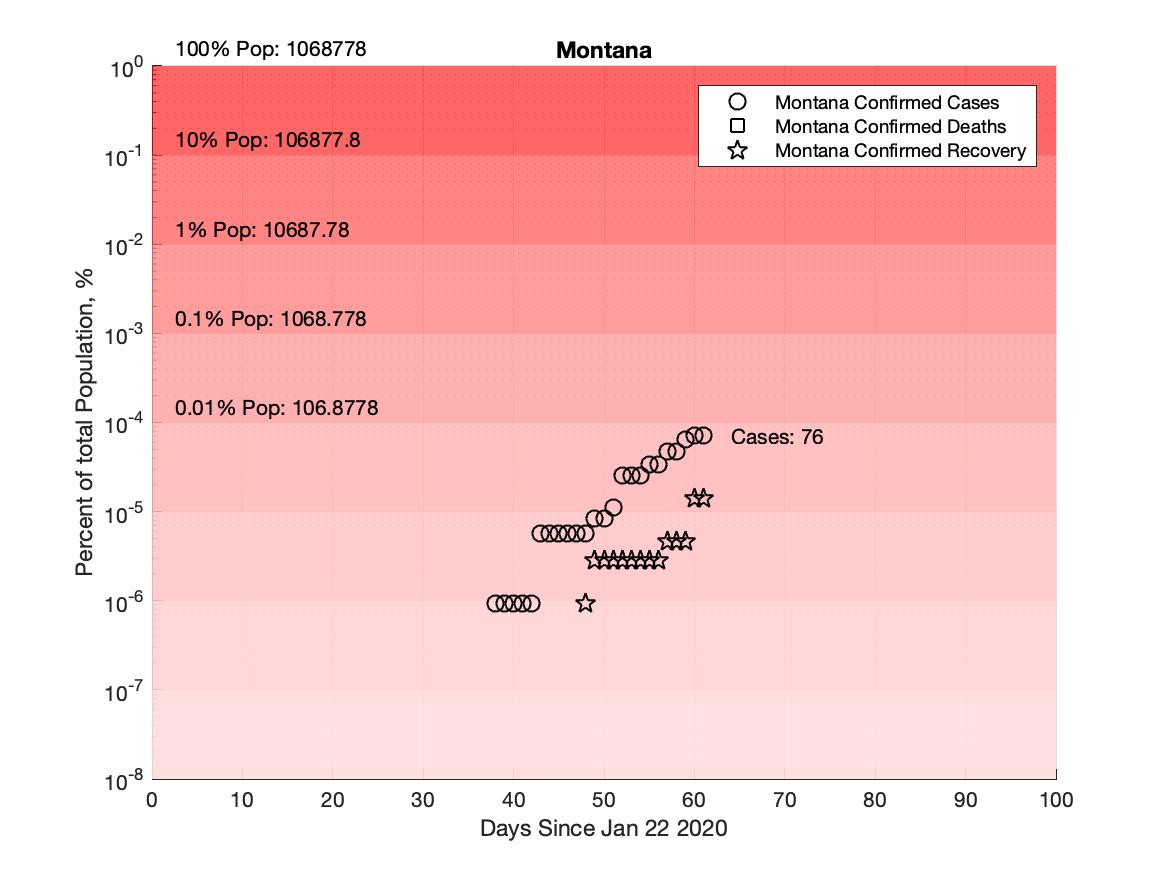 Montana
100% Pop: 1068778
10% Pop: 106877.8
1% Pop: 10687.78
0.1% Pop: 1068.778
0.01% Pop: 106.8778
Montana Confirmed Cases
Montana Confirmed Deaths
Montana Confirmed Recovery
Cases: 76
Percent of total Population, %
10^0
10^-1
10^-2
10^-3
10^-4
10^-5
10^-6
10^-7
10^-8
0 10 20 30 40 50 60 70 80 90 100
Days Since Jan 22 2020